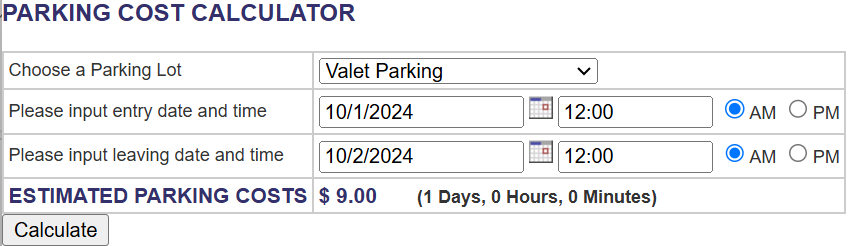 PARKING COST CALCULATOR
Choose a Parking Lot Valet Parking
Please input entry date and time 10/1/2024 12:00 AM PM
Please input leaving date and time 10/2/2024 12:00 AM PM
ESTIMATED PARKING COSTS $ 9.00 (1 Days, 0 Hours, 0 Minutes)
Calculate